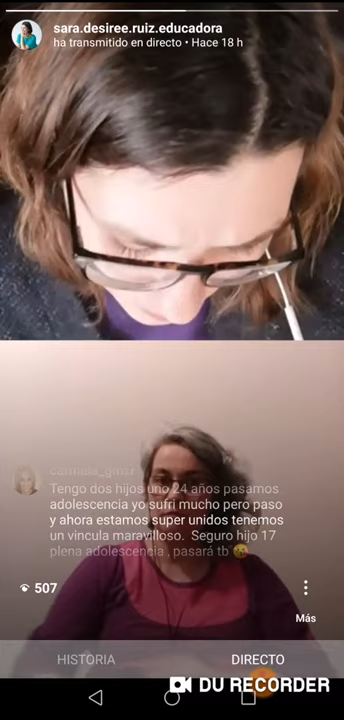 sara.desiree.ruiz.educadora
ha transmitido en directo • Hace 18 h
Tengo dos hijos uno 24 años pasamos
adolescencia yo sufri mucho pero paso
y ahora estamos super unidos tenemos
un vincula maravilloso. Seguro hijo 17
plena adolescencia , pasará tb
507
Más
HISTORIA
DIRECTO
DU RECORDER